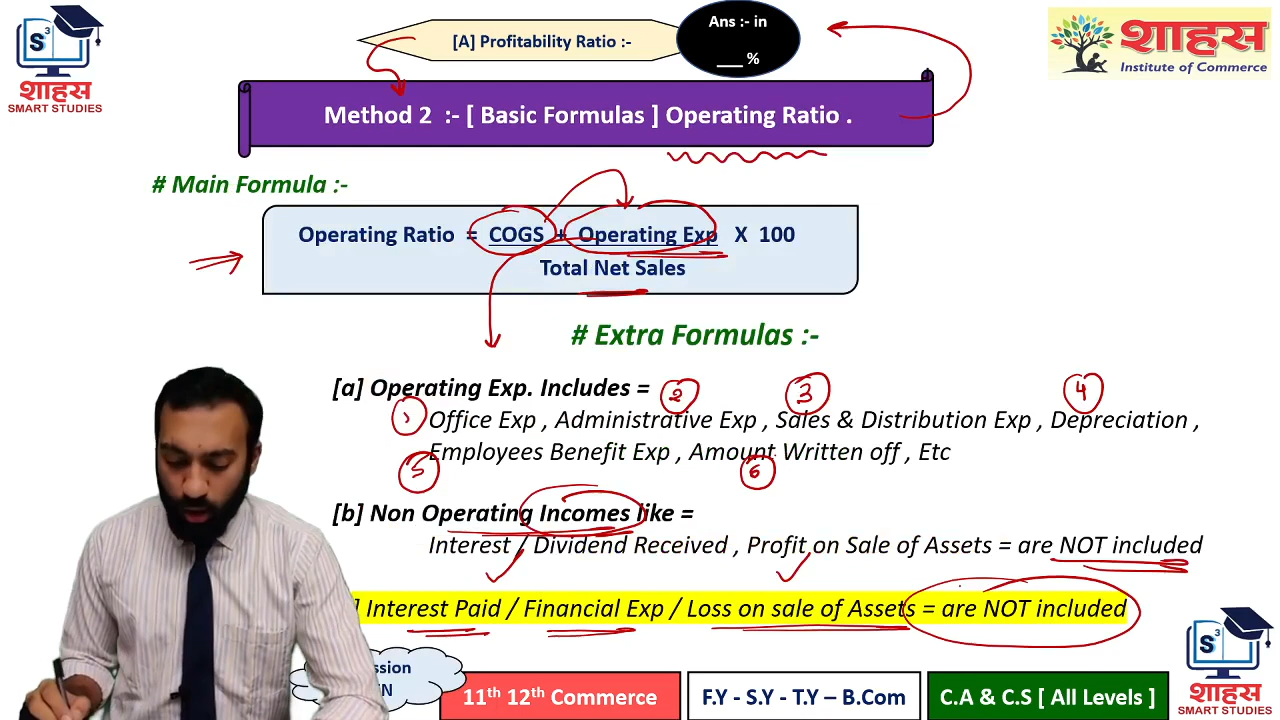 S³
शाहस
SMART STUDIES
[A] Profitability Ratio :-
Ans :- in
___ %
शाहस
Institute of Commerce
Method 2 :- [ Basic Formulas ] Operating Ratio .
# Main Formula :-
Operating Ratio = COGS + Operating Exp X 100
Total Net Sales
# Extra Formulas :-
[a] Operating Exp. Includes =
2 3 4
1 Office Exp , Administrative Exp , Sales & Distribution Exp , Depreciation ,
Employees Benefit Exp , Amount Written off , Etc
5 6
[b] Non Operating Incomes like =
Interest / Dividend Received , Profit on Sale of Assets = are NOT included
] Interest Paid / Financial Exp / Loss on sale of Assets = are NOT included
11th 12th Commerce
F.Y - S.Y - T.Y – B.Com
C.A & C.S [ All Levels ]
S³
शाहस
SMART STUDIES